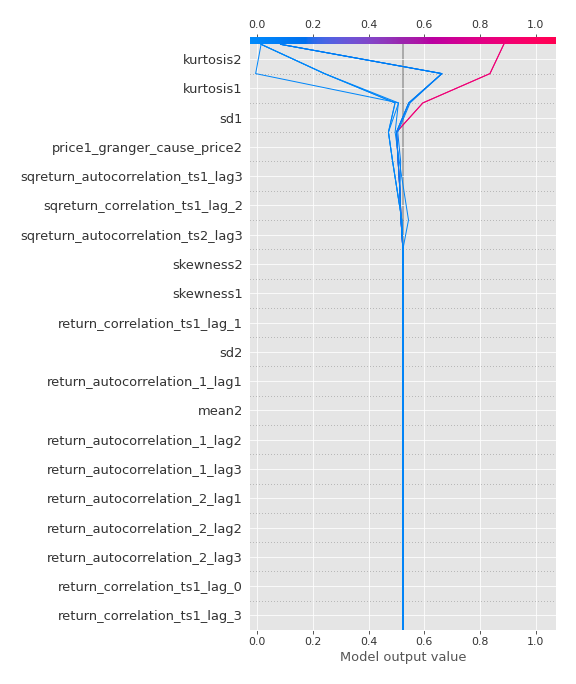 0.0 0.2 0.4 0.6 0.8 1.0
kurtosis2
kurtosis1
sd1
price1_granger_cause_price2
sqreturn_autocorrelation_ts1_lag3
sqreturn_correlation_ts1_lag_2
sqreturn_autocorrelation_ts2_lag3
skewness2
skewness1
return_correlation_ts1_lag_1
sd2
return_autocorrelation_1_lag1
mean2
return_autocorrelation_1_lag2
return_autocorrelation_1_lag3
return_autocorrelation_2_lag1
return_autocorrelation_2_lag2
return_autocorrelation_2_lag3
return_correlation_ts1_lag_0
return_correlation_ts1_lag_3
0.0 0.2 0.4 0.6 0.8 1.0
Model output value